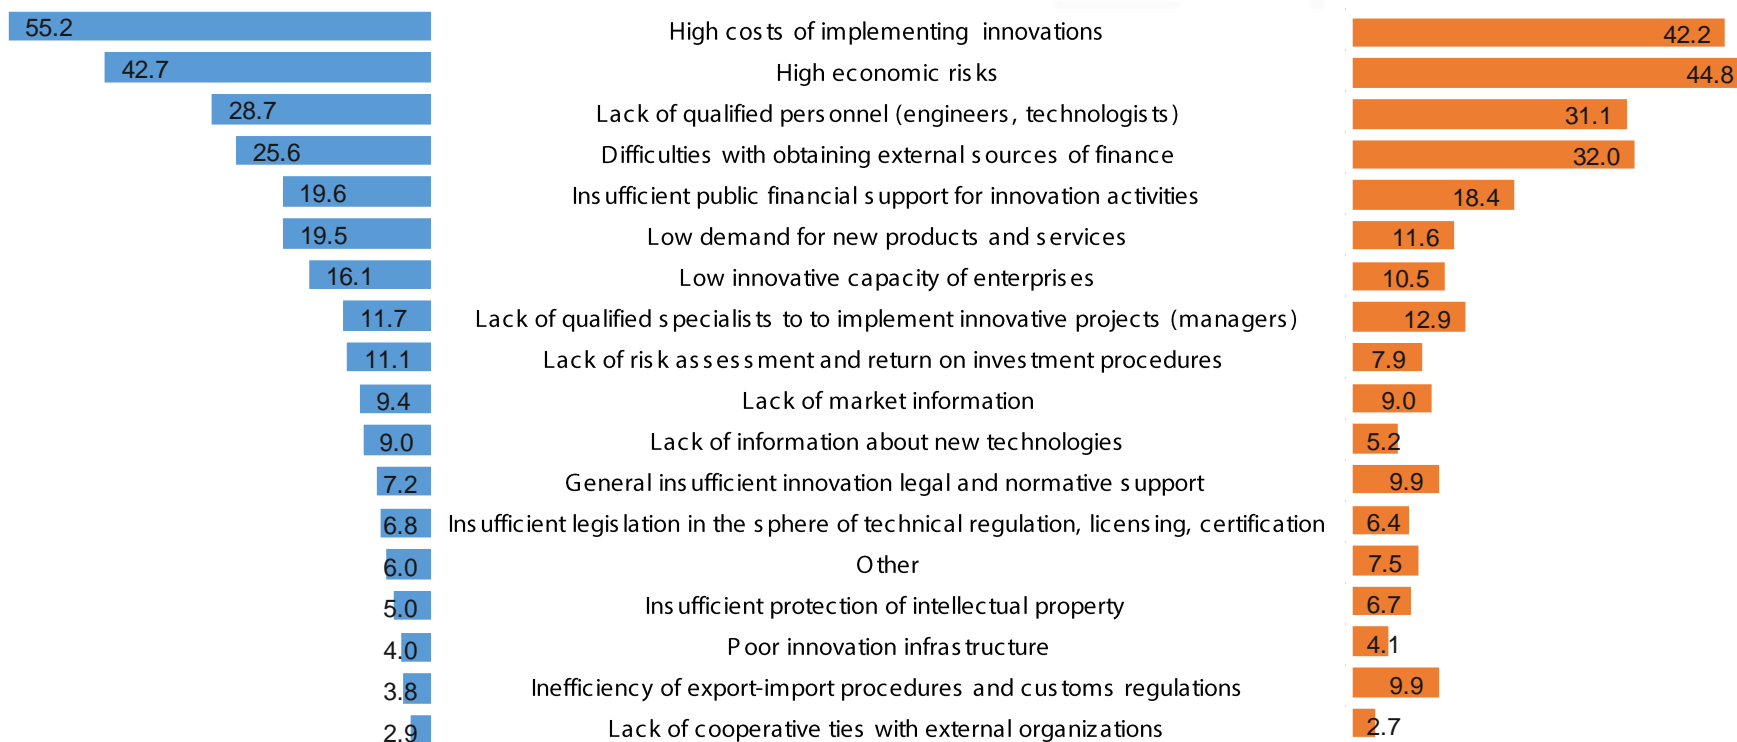 55.2 High costs of implementing innovations 42.2
42.7 High economic risks 44.8
28.7 Lack of qualified personnel (engineers, technologists) 31.1
25.6 Difficulties with obtaining external sources of finance 32.0
19.6 Insufficient public financial support for innovation activities 18.4
19.5 Low demand for new products and services 11.6
16.1 Low innovative capacity of enterprises 10.5
11.7 Lack of qualified specialists to to implement innovative projects (managers) 12.9
11.1 Lack of risk assessment and return on investment procedures 7.9
9.4 Lack of market information 9.0
9.0 Lack of information about new technologies 5.2
7.2 General insufficient innovation legal and normative support 9.9
6.8 Insufficient legislation in the sphere of technical regulation, licensing, certification 6.4
6.0 Other 7.5
5.0 Insufficient protection of intellectual property 6.7
4.0 Poor innovation infrastructure 4.1
3.8 Inefficiency of export-import procedures and customs regulations 9.9
2.9 Lack of cooperative ties with external organizations 2.7